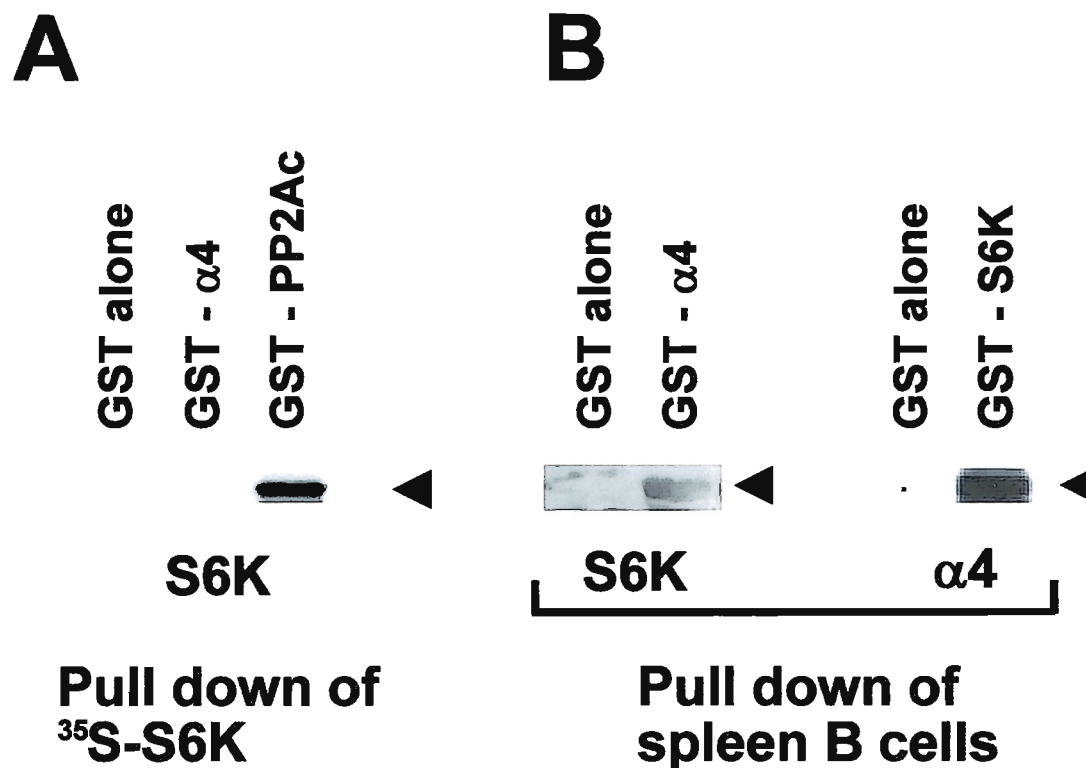 A
GST alone
GST - α4
GST - PP2Ac
S6K
Pull down of
³⁵S-S6K
B
GST alone
GST - α4
GST alone
GST - S6K
S6K
α4
Pull down of
spleen B cells